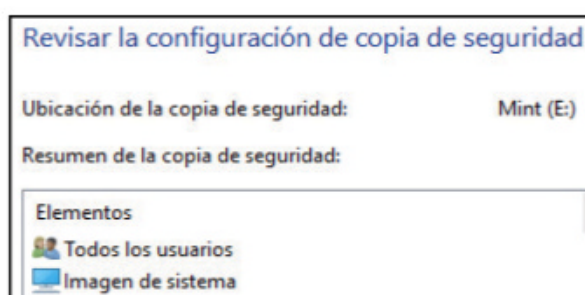 Revisar la configuración de copia de seguridad
Ubicación de la copia de seguridad: Mint (E:)
Resumen de la copia de seguridad:
Elementos
Todos los usuarios
Imagen de sistema